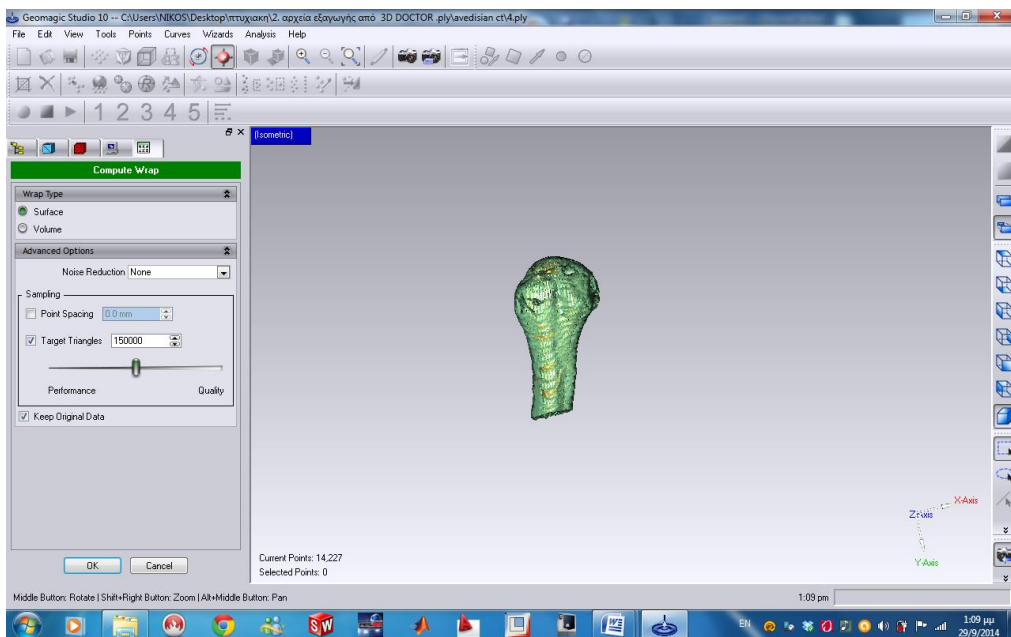 Geomagic Studio 10 -- C:\Users\NIKOS\Desktop\πτυχιακη\2. αρχεία εξαγωγής από 3D DOCTOR .ply\avedisian ct\4.ply
File Edit View Tools Points Curves Wizards Analysis Help
1 2 3 4 5
(Isometric)
Compute Wrap
Wrap Type
Surface
Volume
Advanced Options
Noise Reduction None
Sampling
Point Spacing 0.0 mm
Target Triangles 150000
Performance Quality
Keep Original Data
X-Axis
Z-Axis
Y-Axis
OK Cancel
Current Points: 14,227
Selected Points: 0
Middle Button: Rotate | Shift+Right Button: Zoom | Alt+Middle Button: Pan
1:09 pm
SW
W
EN
1:09 μμ
29/9/2014